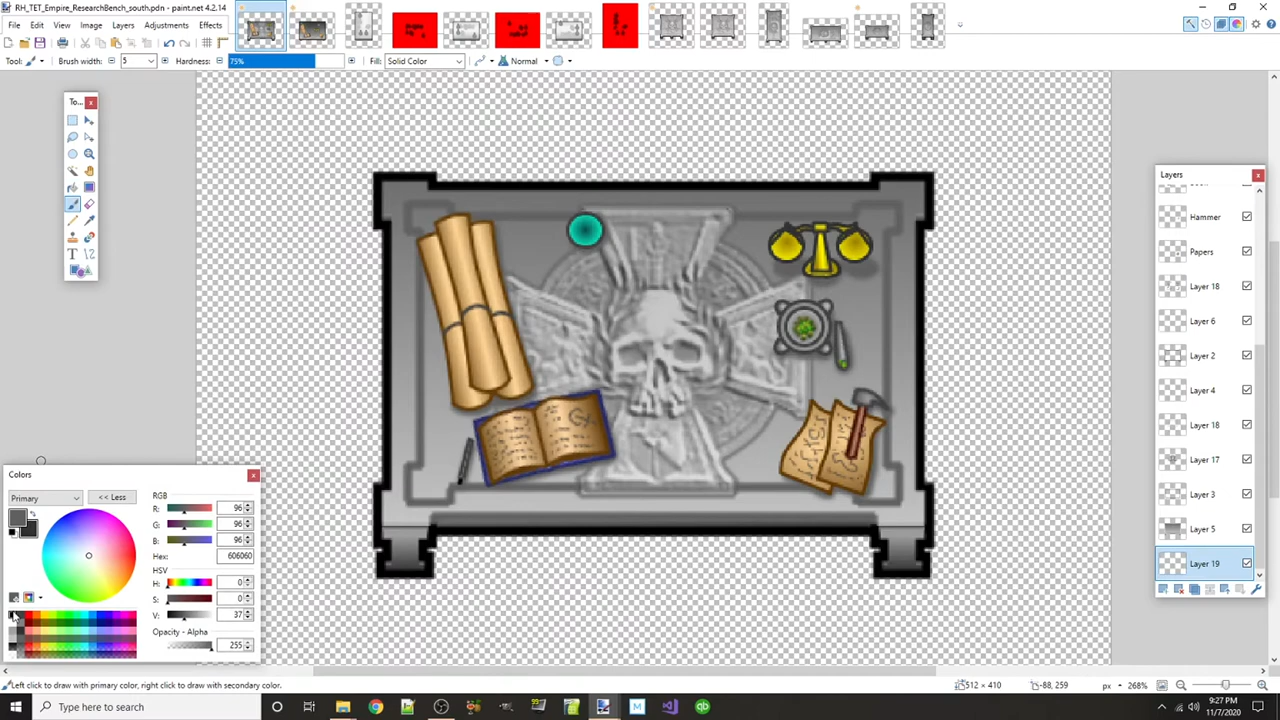 RH_TET_Empire_ResearchBench_south.pdn - paint.net 4.2.14
File Edit View Image Layers Adjustments Effects
Tool: Brush width: 5 Hardness: 75% Fill: Solid Color Normal
To...
Layers
Hammer
Papers
Layer 18
Layer 6
Layer 2
Layer 4
Layer 18
Layer 17
Layer 3
Layer 5
Layer 19
Colors
Primary << Less
RGB
R: 96
G: 96
B: 96
Hex: 606060
HSV
H: 0
S: 0
V: 37
Opacity - Alpha
255
Left click to draw with primary color, right click to draw with secondary color.
512 × 410 -88, 259 px 268%
Type here to search
9:27 PM
11/7/2020